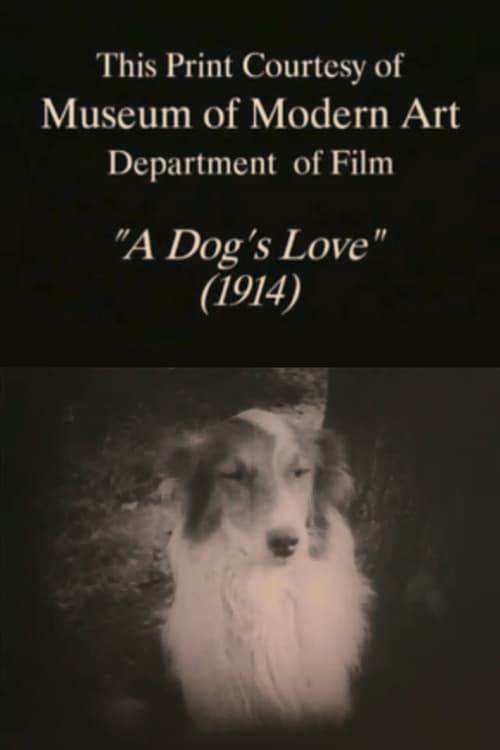 This Print Courtesy of
Museum of Modern Art
Department of Film
"A Dog's Love"
(1914)